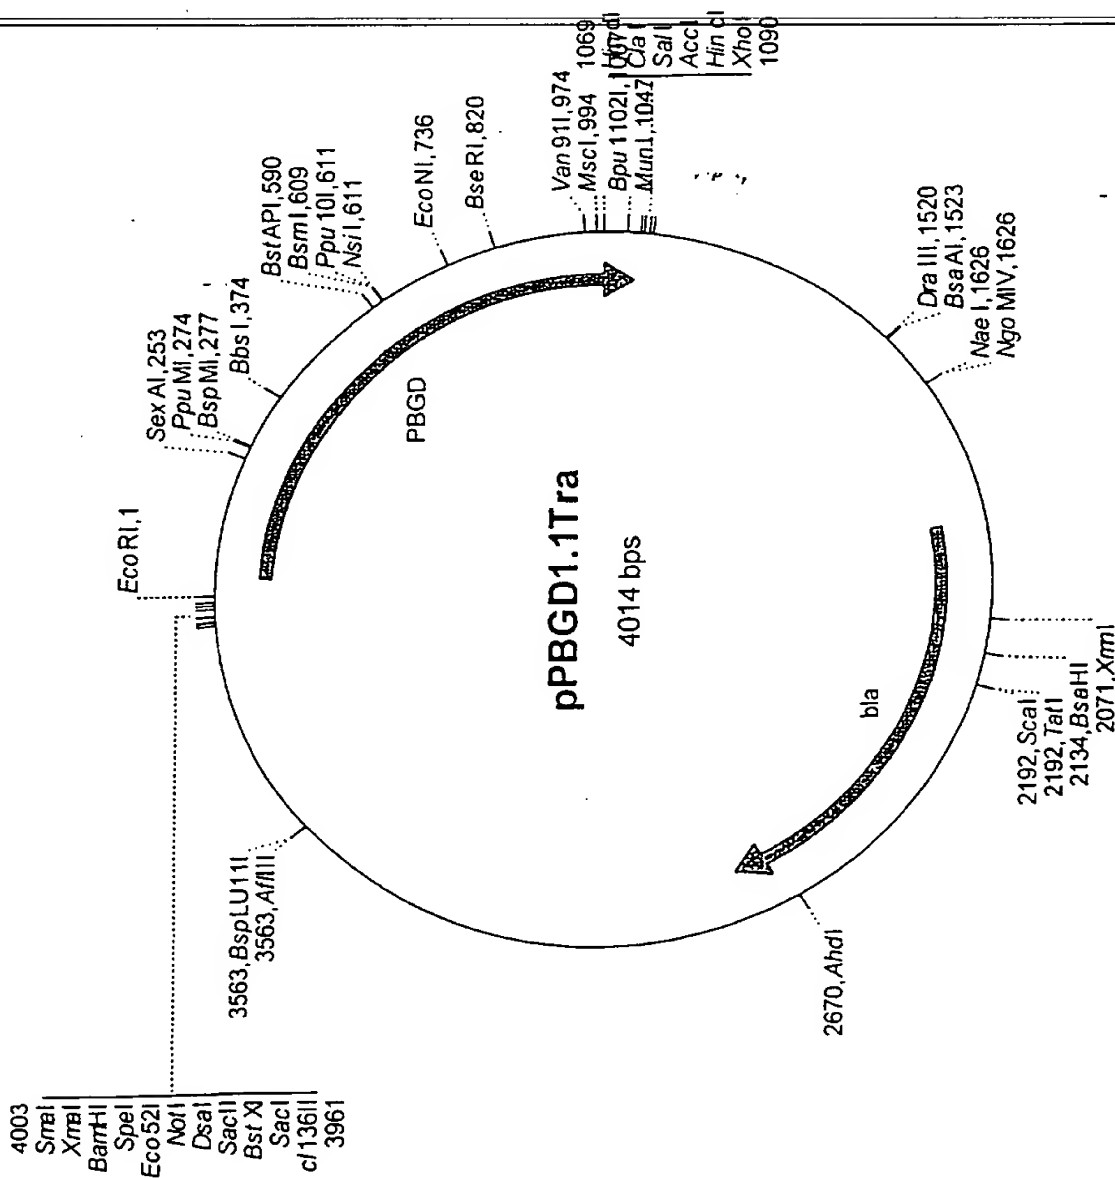 4003
SmaI
XmaI
BamHI
SpeI
Eco52I
NotI
DsaI
SacII
BstXI
SacI
cl136II
3961
EcoRI,1
SexAI,253
PpuMI,274
BspMI,277
BbsI,374
BstAPI,590
BsmI,609
Ppu10I,611
NsiI,611
EcoNI,736
BseRI,820
Van91I,974
MscI,994
Bpu1102I,
MunI,1047
1069
ClaI
SalI
AccI
HincI
XhoI
1090
DraIII,1520
BsaAI,1523
NaeI,1626
NgoMIV,1626
2071,XmnI
2134,BsaHI
2192,TatI
2192,ScaI
2670,AhdI
3563,BspLU11I
3563,AflIII
PBGD
bla
pPBGD1.1Tra
4014 bps